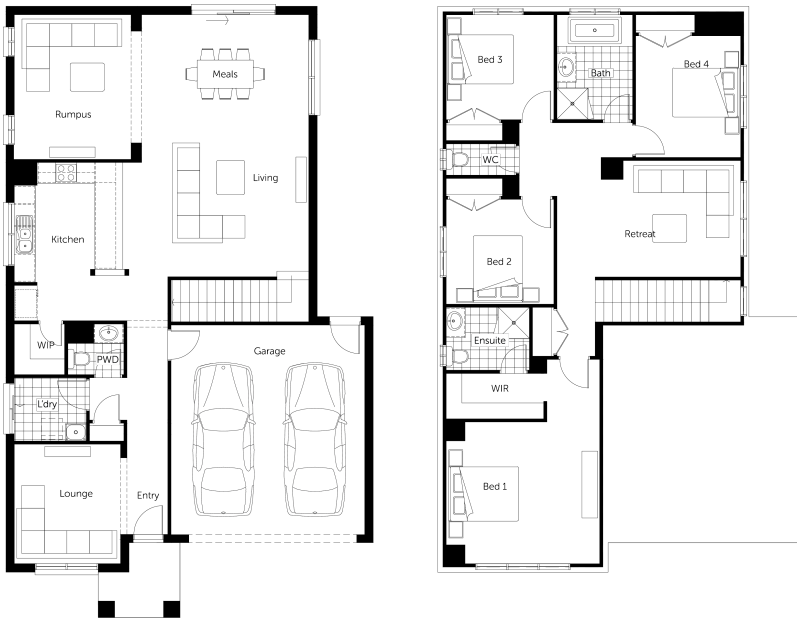 Meals
Rumpus
Living
Kitchen
WIP
PWD
Garage
L'dry
Lounge
Entry
Bed 3
Bath
Bed 4
WC
Retreat
Bed 2
Ensuite
WIR
Bed 1